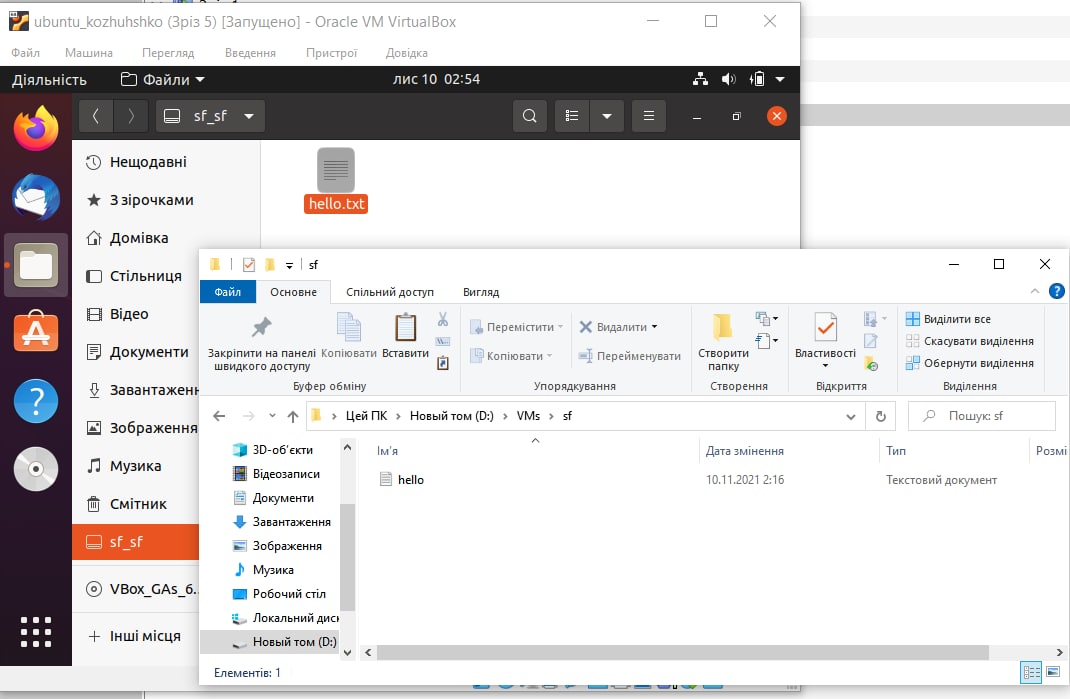 ubuntu_kozhuhshko (Зріз 5) [Запущено] - Oracle VM VirtualBox
Файл Машина Перегляд Введення Пристрої Довідка
Діяльність Файли лис 10 02:54
sf_sf
Нещодавні
З зірочками
Домівка
Стільниця
Відео
Документи
Завантажен
Зображення
Музика
Смітник
sf_sf
VBox_GAs_6...
Інші місця
hello.txt
sf
Файл Основне Спільний доступ Вигляд
Закріпити на панелі швидкого доступу
Копіювати
Вставити
Буфер обміну
Перемістити
Копіювати
Видалити
Перейменувати
Упорядкування
Створити папку
Створення
Властивості
Відкриття
Виділити все
Скасувати виділення
Обернути виділення
Виділення
Цей ПК > Новый том (D:) > VMs > sf
Пошук: sf
3D-об'єкти
Відеозаписи
Документи
Завантаження
Зображення
Музика
Робочий стіл
Локальний диск
Новый том (D:)
Ім'я Дата змінення Тип Розмі
hello 10.11.2021 2:16 Текстовий документ
Елементів: 1